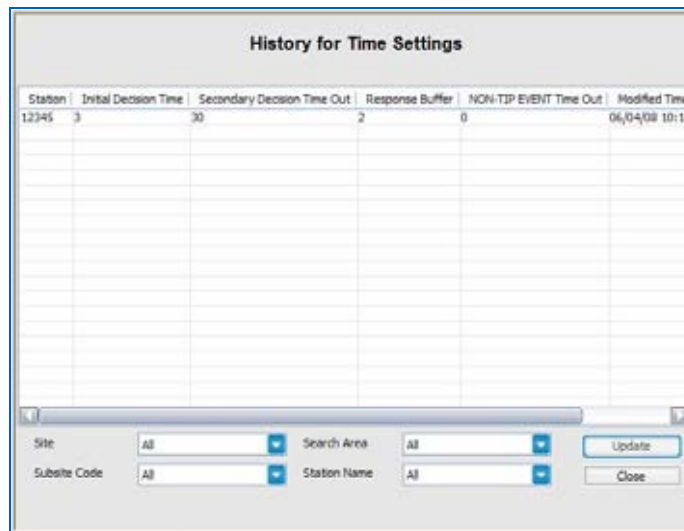 History for Time Settings
Station Initial Decision Time Secondary Decision Time Out Response Buffer NON-TIP EVENT Time Out Modified Time
12345 3 30 2 0 06/04/08 10:1
Site All Search Area All Update
Subsite Code All Station Name All Close